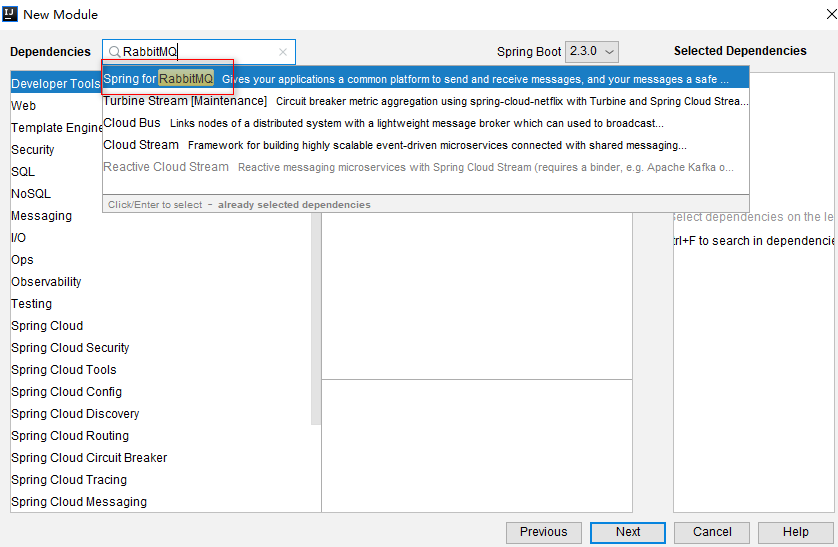 New Module
Dependencies RabbitMQ Spring Boot 2.3.0 Selected Dependencies
Spring for RabbitMQ Gives your applications a common platform to send and receive messages, and your messages a safe ...
Turbine Stream [Maintenance] Circuit breaker metric aggregation using spring-cloud-netflix with Turbine and Spring Cloud Strea...
Cloud Bus Links nodes of a distributed system with a lightweight message broker which can used to broadcast...
Cloud Stream Framework for building highly scalable event-driven microservices connected with shared messaging...
Reactive Cloud Stream Reactive messaging microservices with Spring Cloud Stream (requires a binder, e.g. Apache Kafka o...
Click/Enter to select - already selected dependencies
Developer Tools
Web
Template Engine
Security
SQL
NoSQL
Messaging
I/O
Ops
Observability
Testing
Spring Cloud
Spring Cloud Security
Spring Cloud Tools
Spring Cloud Config
Spring Cloud Discovery
Spring Cloud Routing
Spring Cloud Circuit Breaker
Spring Cloud Tracing
Spring Cloud Messaging
Select dependencies on the le
trl+F to search in dependencie
Previous Next Cancel Help